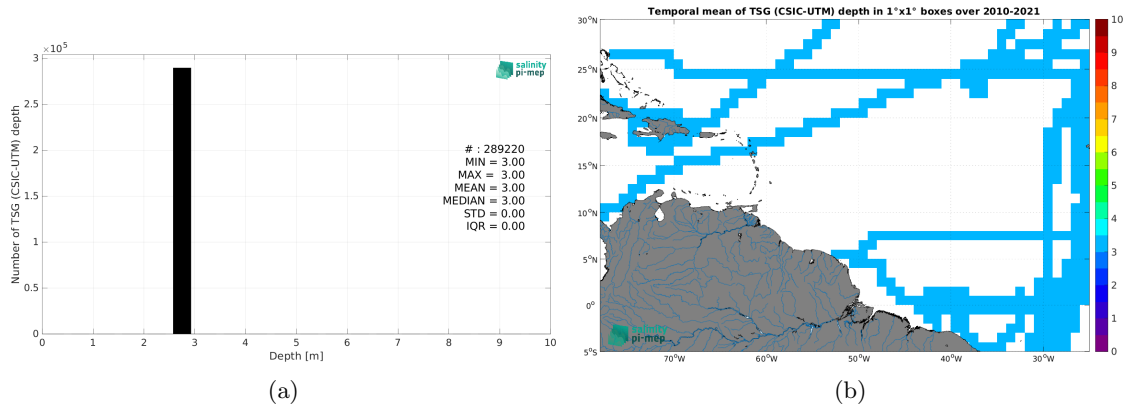 ×10^5
3
2.5
2
1.5
1
0.5
0
Number of TSG (CSIC-UTM) depth
salinity
pi-mep
# : 289220
MIN = 3.00
MAX = 3.00
MEAN = 3.00
MEDIAN = 3.00
STD = 0.00
IQR = 0.00
0 1 2 3 4 5 6 7 8 9 10
Depth [m]
(a)
Temporal mean of TSG (CSIC-UTM) depth in 1°x1° boxes over 2010-2021
30°N
25°N
20°N
15°N
10°N
5°N
0°
5°S
salinity
pi-mep
70°W 60°W 50°W 40°W 30°W
10
9
8
7
6
5
4
3
2
1
0
(b)